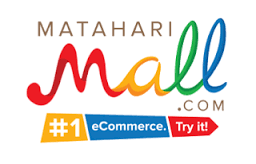 MATAHARI
Mall
.COM
#1 eCommerce. Try it!